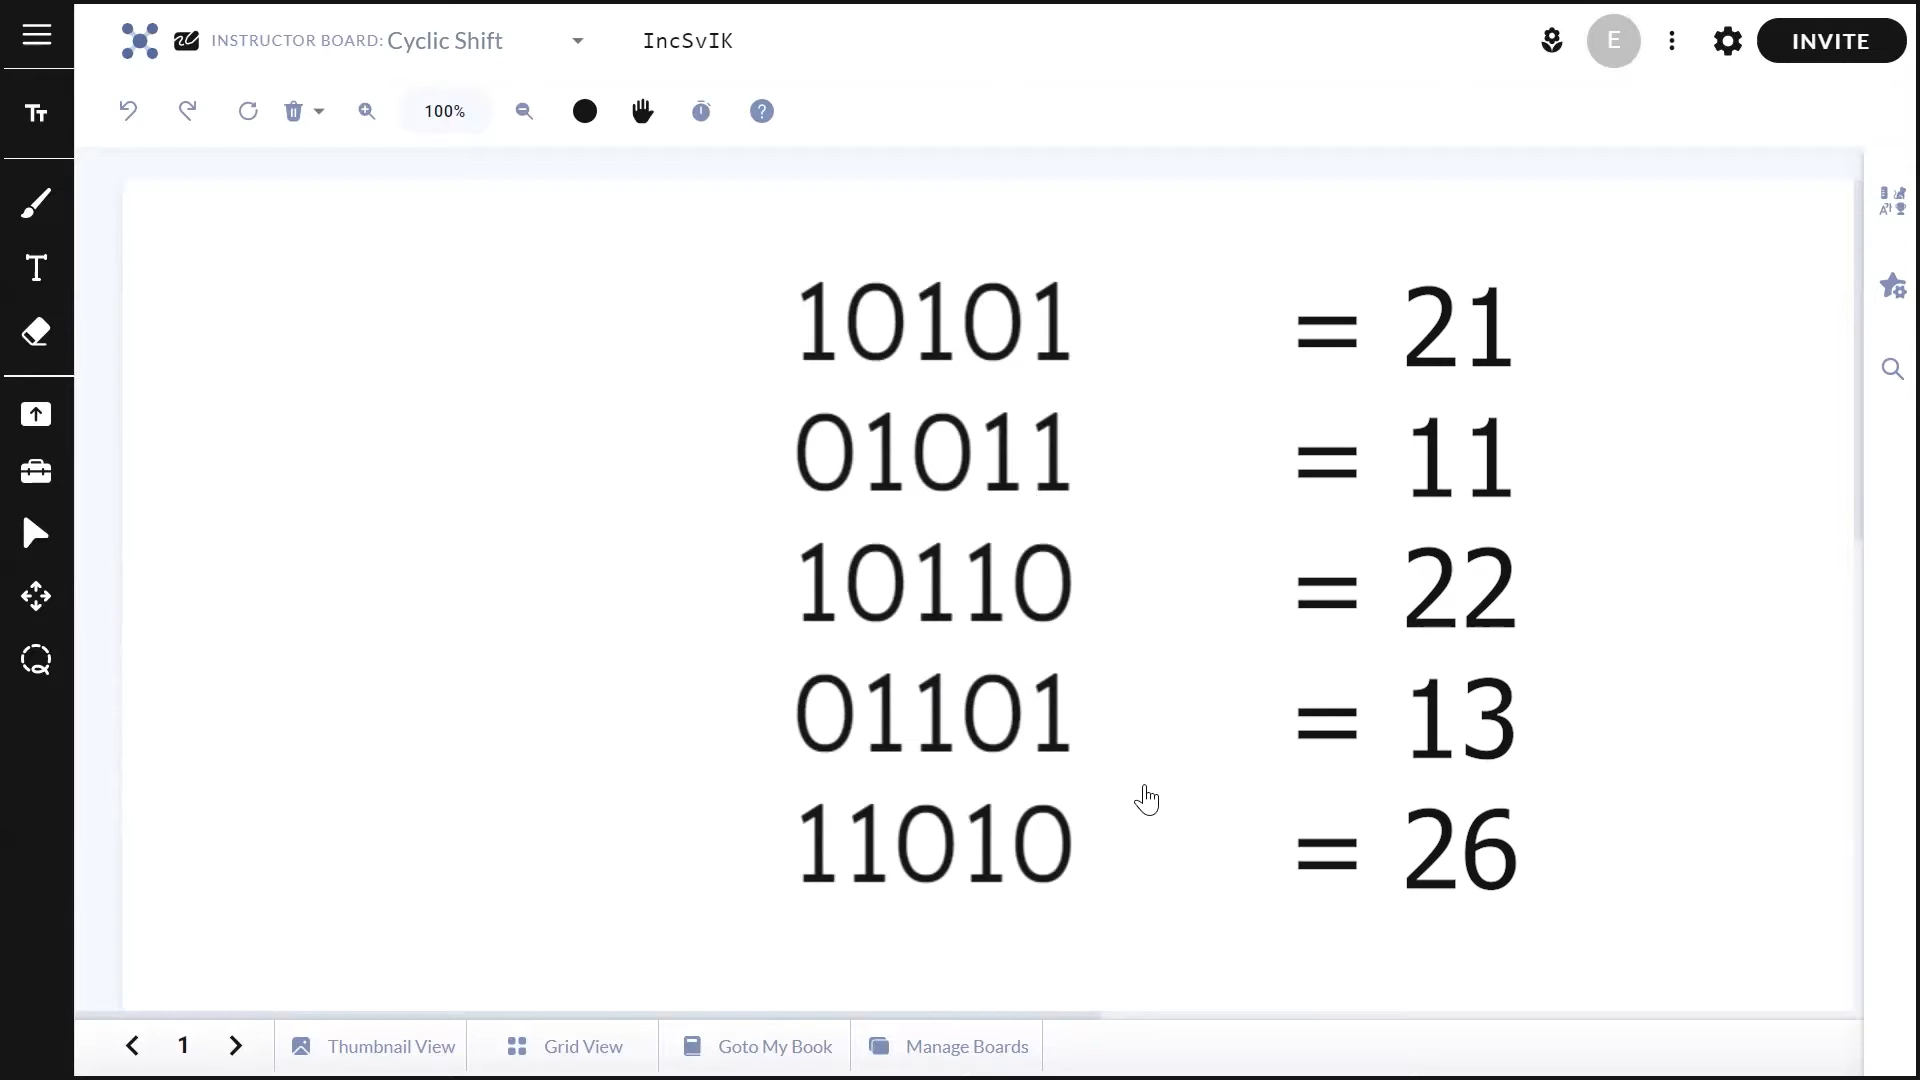 INSTRUCTOR BOARD: Cyclic Shift IncSvIK E INVITE
100% ?
10101 = 21
01011 = 11
10110 = 22
01101 = 13
11010 = 26
1 Thumbnail View Grid View Goto My Book Manage Boards